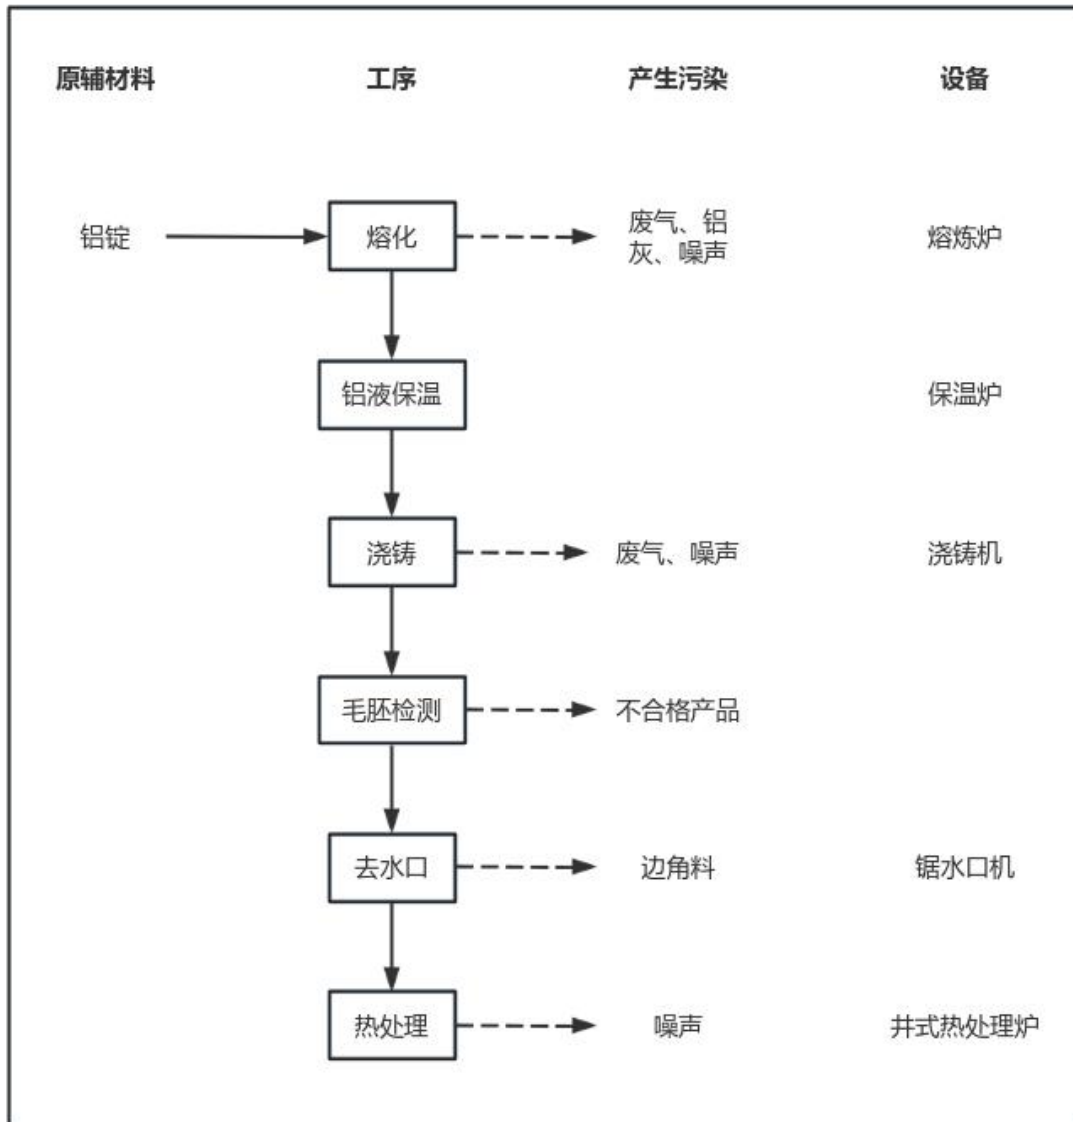 原辅材料 工序 产生污染 设备
铝锭 熔化 废气、铝
灰、噪声 熔炼炉
铝液保温 保温炉
浇铸 废气、噪声 浇铸机
毛胚检测 不合格产品
去水口 边角料 锯水口机
热处理 噪声 井式热处理炉